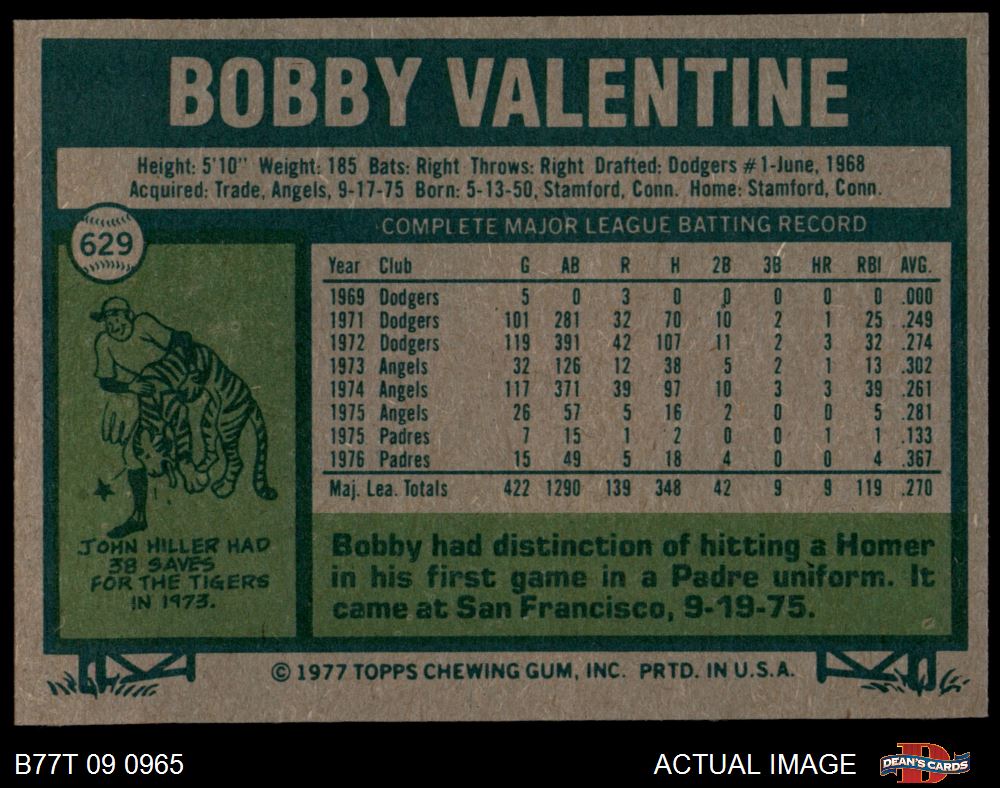 BOBBY VALENTINE
Height: 5'10" Weight: 185 Bats: Right Throws: Right Drafted: Dodgers #1-June, 1968
Acquired: Trade, Angels, 9-17-75 Born: 5-13-50, Stamford, Conn. Home: Stamford, Conn.
629
COMPLETE MAJOR LEAGUE BATTING RECORD
Year Club G AB R H 2B 3B HR RBI AVG.
1969 Dodgers 5 0 3 0 0 0 0 0 .000
1971 Dodgers 101 281 32 70 10 2 1 25 .249
1972 Dodgers 119 391 42 107 11 2 3 32 .274
1973 Angels 32 126 12 38 5 2 1 13 .302
1974 Angels 117 371 39 97 10 3 3 39 .261
1975 Angels 26 57 5 16 2 0 0 5 .281
1975 Padres 7 15 1 2 0 0 1 1 .133
1976 Padres 15 49 5 18 4 0 0 4 .367
Maj. Lea. Totals 422 1290 139 348 42 9 9 119 .270
JOHN HILLER HAD
38 SAVES
FOR THE TIGERS
IN 1973.
Bobby had distinction of hitting a Homer
in his first game in a Padre uniform. It
came at San Francisco, 9-19-75.
© 1977 TOPPS CHEWING GUM, INC. PRTD. IN U.S.A.
B77T 09 0965
ACTUAL IMAGE
D
DEAN'S CARDS